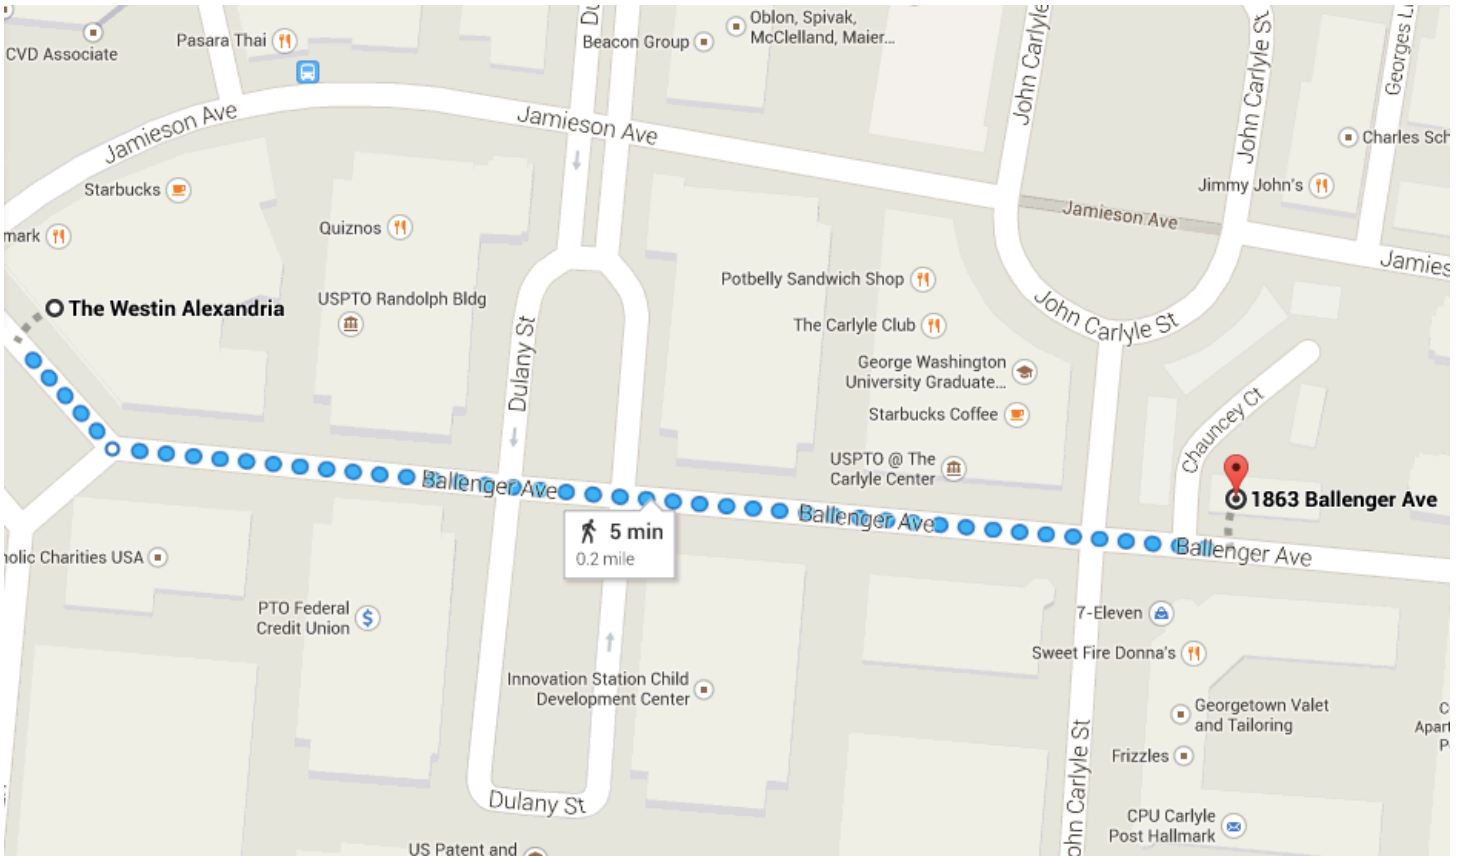 Du
Oblon, Spivak,
McClelland, Maier...
Pasara Thai
Beacon Group
CVD Associate
John Carlyle
John Carlyle St
Georges L
Jamieson Ave
Jamieson Ave
Charles Sch
Starbucks
Jimmy John's
Jamieson Ave
mark
Quiznos
Jamies
Potbelly Sandwich Shop
USPTO Randolph Bldg
The Westin Alexandria
John Carlyle St
The Carlyle Club
Dulany St
George Washington
University Graduate...
Starbucks Coffee
Chauncey Ct
USPTO @ The
Carlyle Center
Ballenger Ave
1863 Ballenger Ave
Ballenger Ave
5 min
0.2 mile
Ballenger Ave
holic Charities USA
PTO Federal
Credit Union
$
7-Eleven
Sweet Fire Donna's
Innovation Station Child
Development Center
Georgetown Valet
and Tailoring
C
Apart
P
Frizzles
John Carlyle St
Dulany St
CPU Carlyle
Post Hallmark
US Patent and